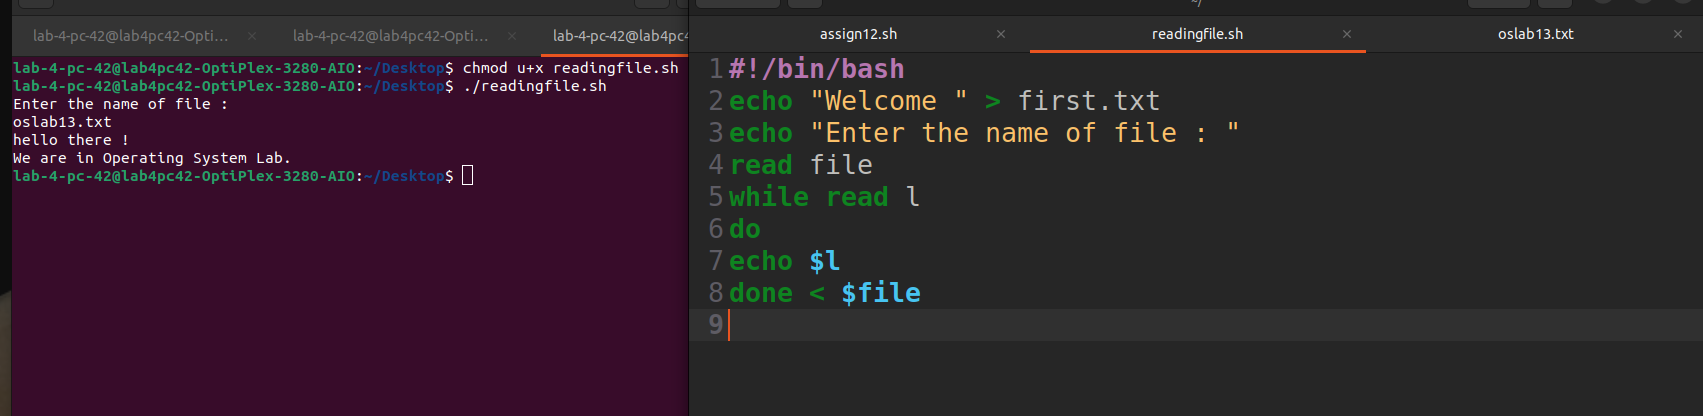 lab-4-pc-42@lab4pc42-Opti... × lab-4-pc-42@lab4pc42-Opti... × lab-4-pc-42@lab4pc4
lab-4-pc-42@lab4pc42-OptiPlex-3280-AIO:~/Desktop$ chmod u+x readingfile.sh
lab-4-pc-42@lab4pc42-OptiPlex-3280-AIO:~/Desktop$ ./readingfile.sh
Enter the name of file :
oslab13.txt
hello there !
We are in Operating System Lab.
lab-4-pc-42@lab4pc42-OptiPlex-3280-AIO:~/Desktop$
~/
assign12.sh × readingfile.sh × oslab13.txt ×
1 #!/bin/bash
2 echo "Welcome " > first.txt
3 echo "Enter the name of file : "
4 read file
5 while read l
6 do
7 echo $l
8 done < $file
9